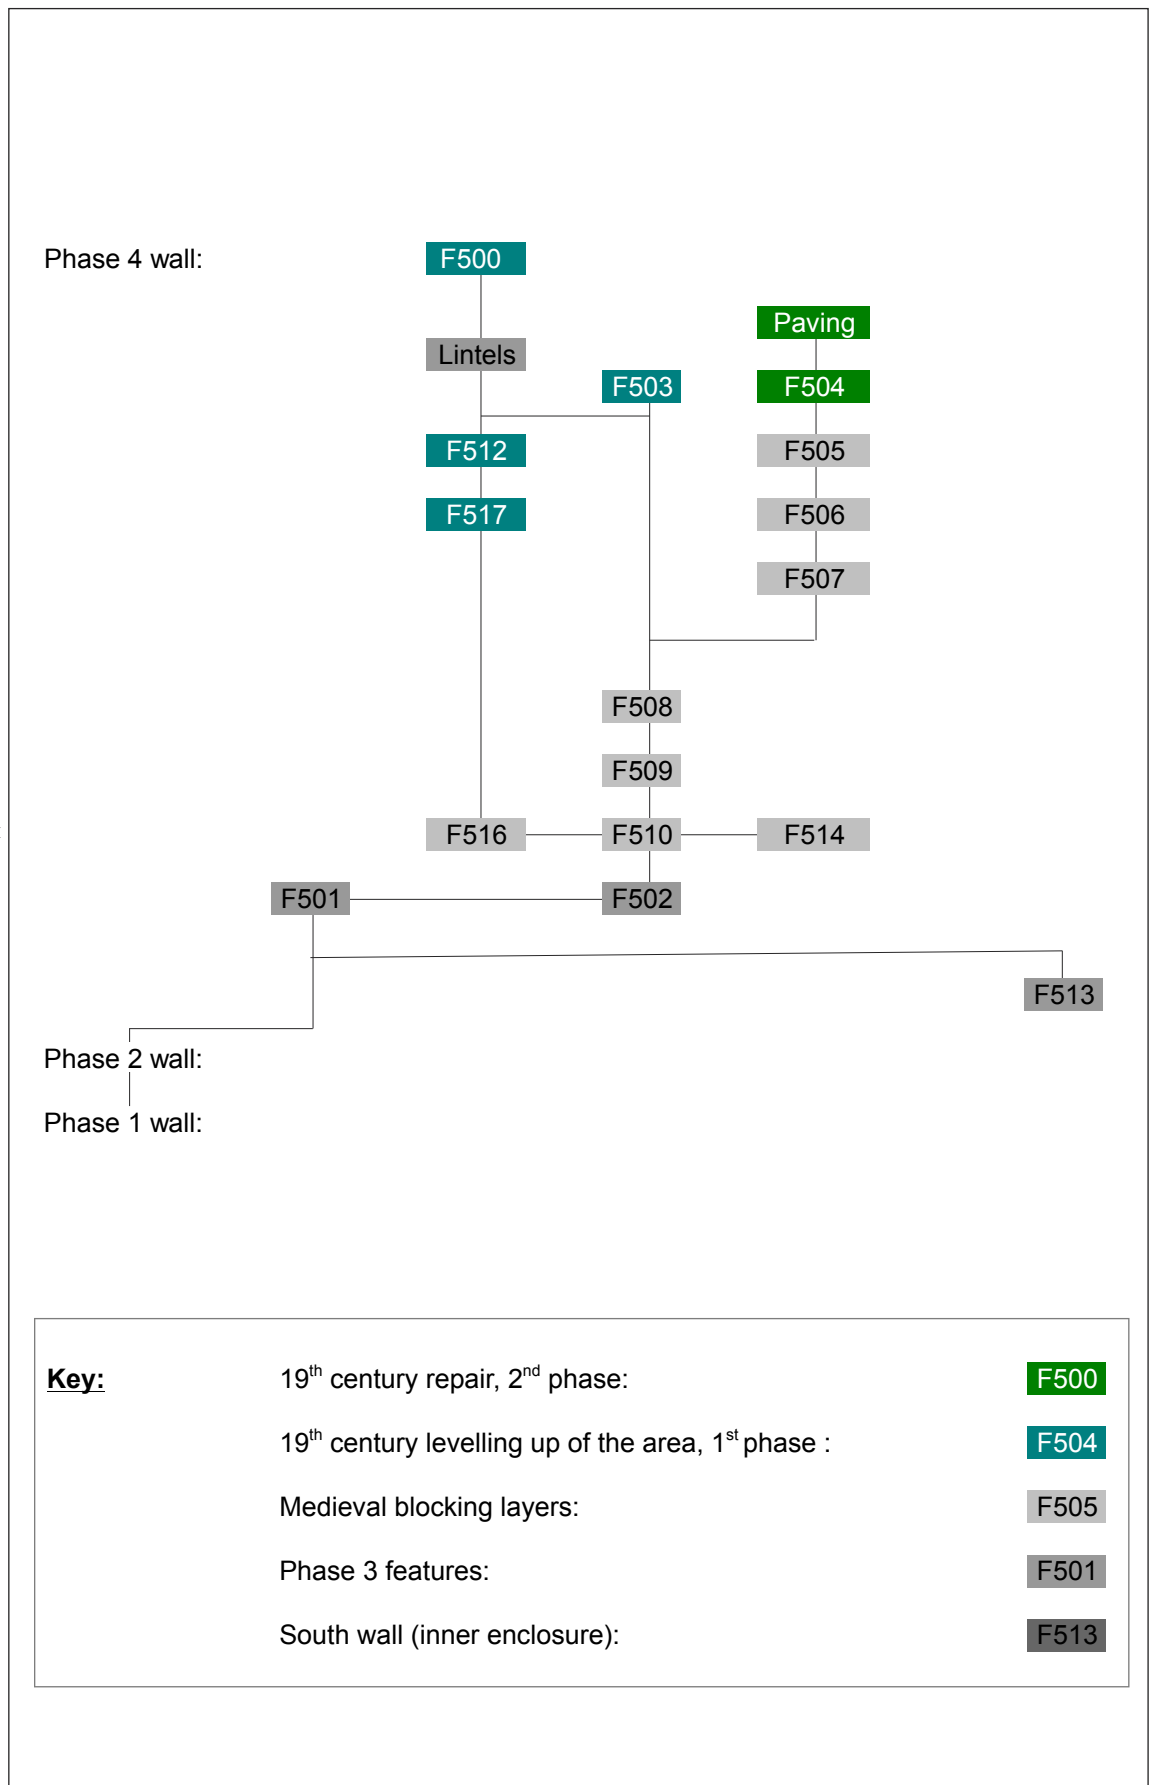 Phase 4 wall: F500
Paving
Lintels
F503 F504
F512 F505
F517 F506
F507
F508
F509
F516 F510 F514
F501 F502
F513
Phase 2 wall:
Phase 1 wall:
Key: 19th century repair, 2nd phase: F500
19th century levelling up of the area, 1st phase : F504
Medieval blocking layers: F505
Phase 3 features: F501
South wall (inner enclosure): F513